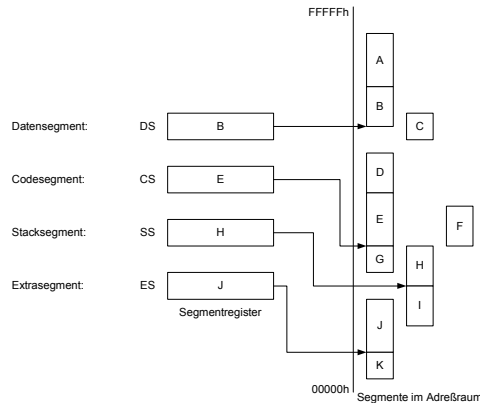 FFFFFh
A
B
Datensegment: DS B
C
Codesegment: CS E
D
E
F
Stacksegment: SS H
G
H
Extrasegment: ES J
I
Segmentregister
J
K
00000h
Segmente im Adreßraum